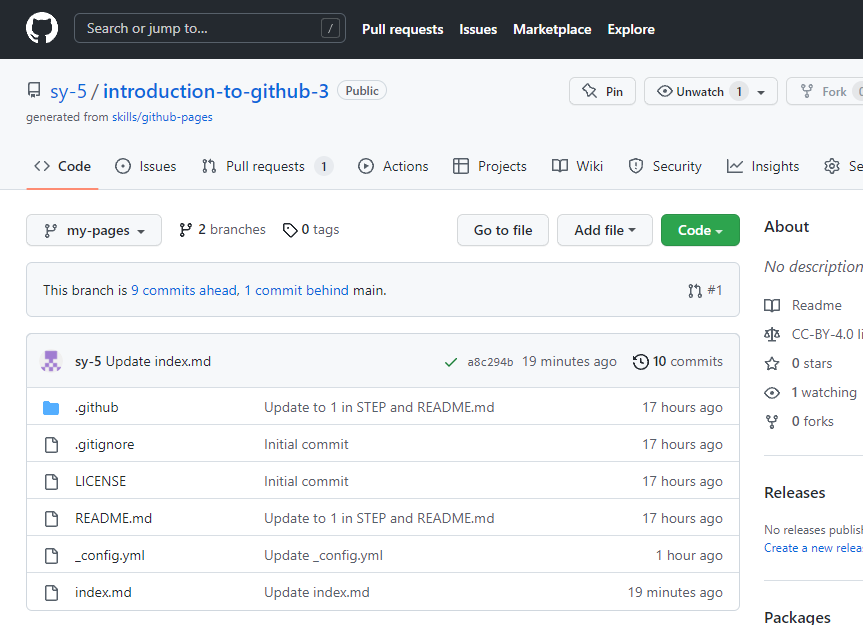 Search or jump to... / Pull requests Issues Marketplace Explore
sy-5 / introduction-to-github-3 Public Pin Unwatch 1 Fork
generated from skills/github-pages
Code Issues Pull requests 1 Actions Projects Wiki Security Insights Se
my-pages 2 branches 0 tags Go to file Add file Code
About
This branch is 9 commits ahead, 1 commit behind main. #1
No description
Readme
CC-BY-4.0 li
0 stars
1 watching
0 forks
sy-5 Update index.md a8c294b 19 minutes ago 10 commits
.github Update to 1 in STEP and README.md 17 hours ago
.gitignore Initial commit 17 hours ago
LICENSE Initial commit 17 hours ago
README.md Update to 1 in STEP and README.md 17 hours ago
_config.yml Update _config.yml 1 hour ago
index.md Update index.md 19 minutes ago
Releases
No releases publish
Create a new relea
Packages